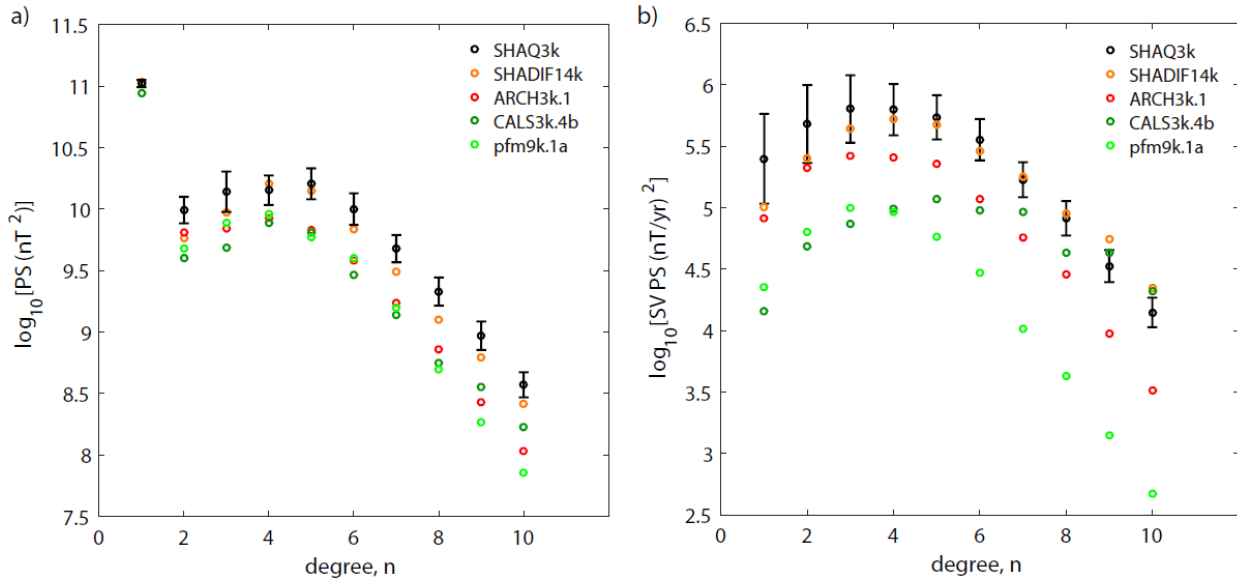 a)
11.5
11
10.5
10
9.5
9
8.5
8
7.5
log10[PS (nT 2)]
0
2
4
6
8
10
degree, n
SHAQ3k
SHADIF14k
ARCH3k.1
CALS3k.4b
pfm9k.1a
b)
6.5
6
5.5
5
4.5
4
3.5
3
2.5
log10[SV PS (nT/yr) 2]
0
2
4
6
8
10
degree, n
SHAQ3k
SHADIF14k
ARCH3k.1
CALS3k.4b
pfm9k.1a